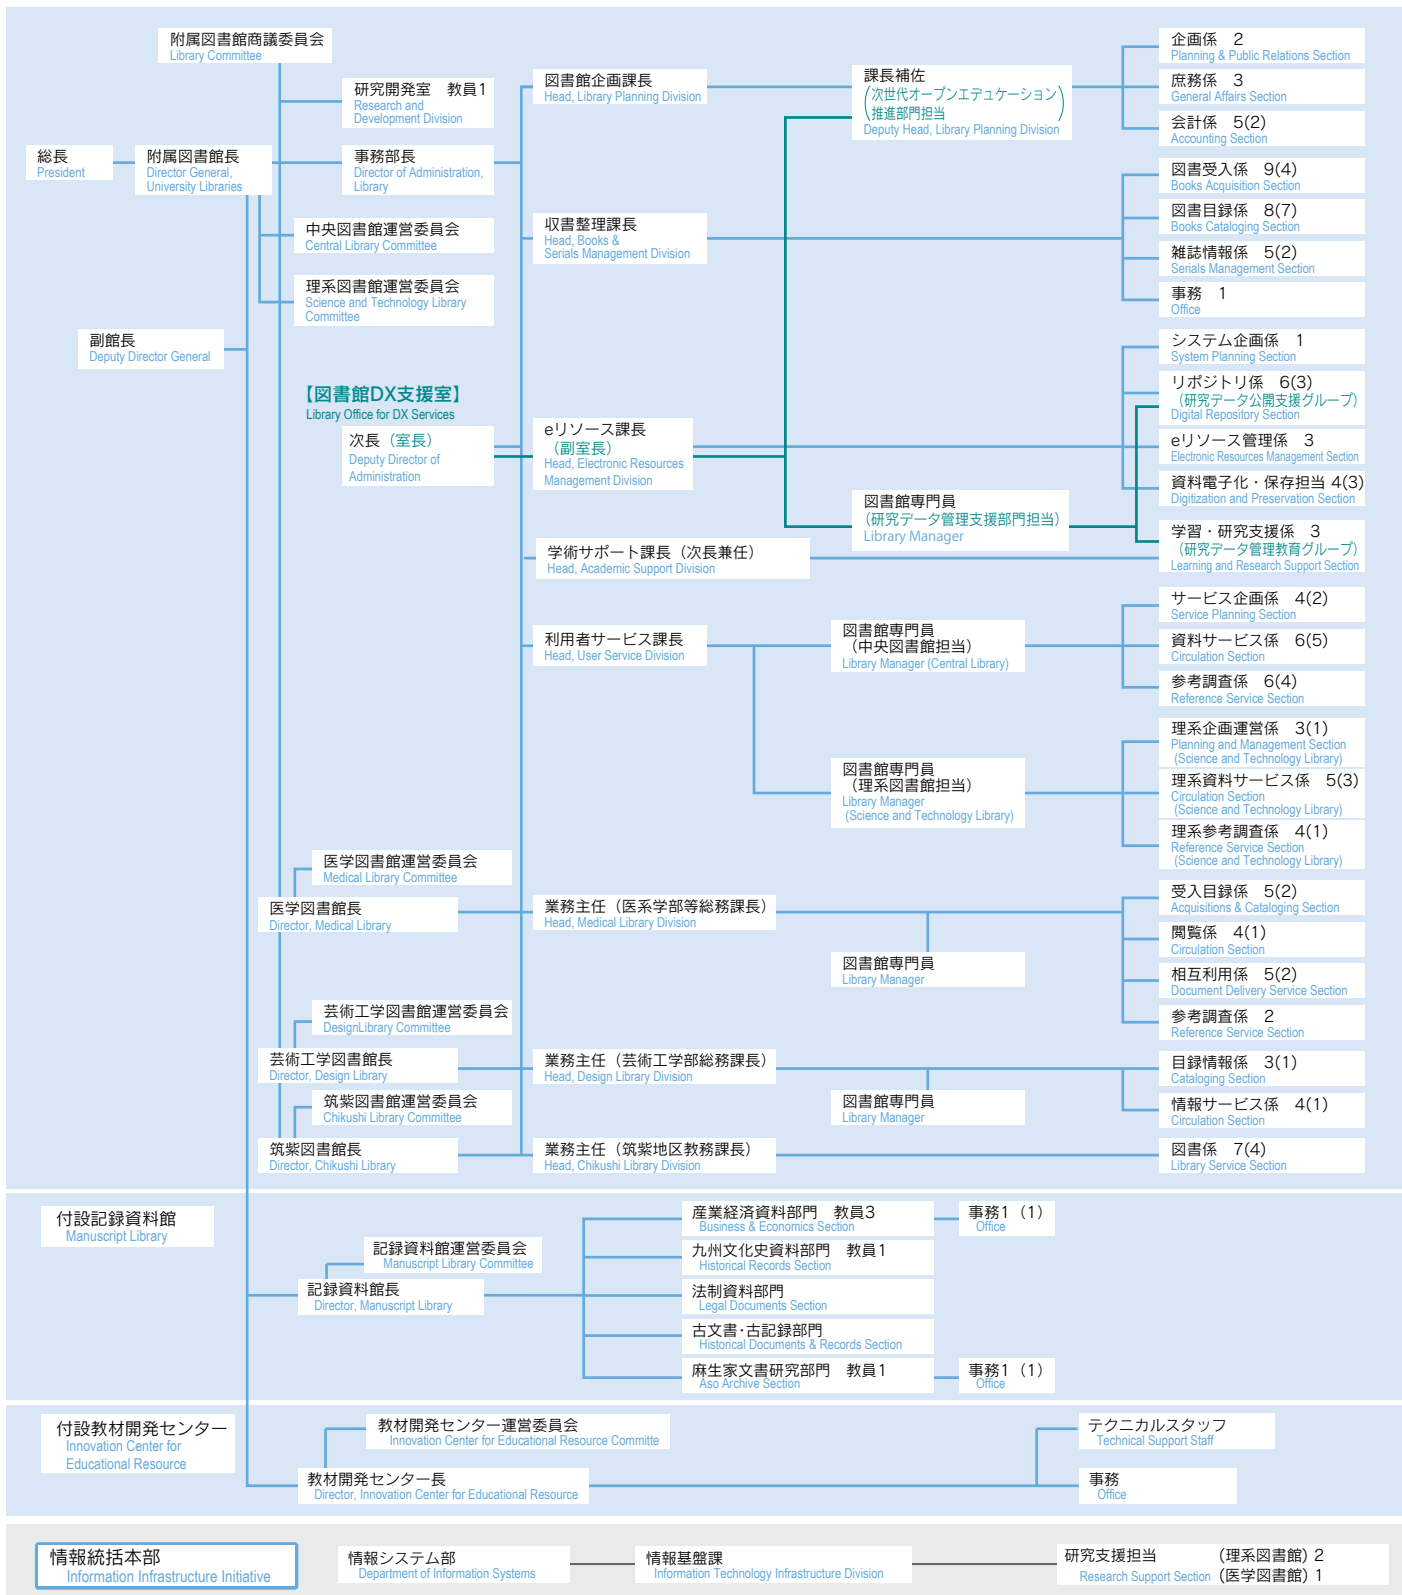 附属図書館商議委員会
Library Committee
研究開発室　教員1
Research and
Development Division
総長
President
附属図書館長
Director General,
University Libraries
事務部長
Director of Administration,
Library
中央図書館運営委員会
Central Library Committee
理系図書館運営委員会
Science and Technology Library
Committee
副館長
Deputy Director General
【図書館DX支援室】
Library Office for DX Services
次長（室長）
Deputy Director of
Administration
図書館企画課長
Head, Library Planning Division
課長補佐
（次世代オープンエデュケーション
推進部門担当）
Deputy Head, Library Planning Division
企画係　2
Planning & Public Relations Section
庶務係　3
General Affairs Section
会計係　5(2)
Accounting Section
収書整理課長
Head, Books &
Serials Management Division
図書受入係　9(4)
Books Acquisition Section
図書目録係　8(7)
Books Cataloging Section
雑誌情報係　5(2)
Serials Management Section
事務　1
Office
eリソース課長
（副室長）
Head, Electronic Resources
Management Division
システム企画係　1
System Planning Section
リポジトリ係　6(3)
（研究データ公開支援グループ）
Digital Repository Section
eリソース管理係　3
Electronic Resources Management Section
資料電子化・保存担当 4(3)
Digitization and Preservation Section
図書館専門員
（研究データ管理支援部門担当）
Library Manager
学術サポート課長（次長兼任）
Head, Academic Support Division
学習・研究支援係　3
（研究データ管理教育グループ）
Learning and Research Support Section
利用者サービス課長
Head, User Service Division
図書館専門員
（中央図書館担当）
Library Manager (Central Library)
サービス企画係　4(2)
Service Planning Section
資料サービス係　6(5)
Circulation Section
参考調査係　6(4)
Reference Service Section
図書館専門員
（理系図書館担当）
Library Manager
(Science and Technology Library)
理系企画運営係　3(1)
Planning and Management Section
(Science and Technology Library)
理系資料サービス係　5(3)
Circulation Section
(Science and Technology Library)
理系参考調査係　4(1)
Reference Service Section
(Science and Technology Library)
医学図書館運営委員会
Medical Library Committee
医学図書館長
Director, Medical Library
業務主任（医系学部等総務課長）
Head, Medical Library Division
図書館専門員
Library Manager
受入目録係　5(2)
Acquisitions & Cataloging Section
閲覧係　4(1)
Circulation Section
相互利用係　5(2)
Document Delivery Service Section
参考調査係　2
Reference Service Section
芸術工学図書館運営委員会
DesignLibrary Committee
芸術工学図書館長
Director, Design Library
業務主任（芸術工学部総務課長）
Head, Design Library Division
図書館専門員
Library Manager
目録情報係　3(1)
Cataloging Section
情報サービス係　4(1)
Circulation Section
筑紫図書館運営委員会
Chikushi Library Committee
筑紫図書館長
Director, Chikushi Library
業務主任（筑紫地区教務課長）
Head, Chikushi Library Division
図書係　7(4)
Library Service Section
付設記録資料館
Manuscript Library
記録資料館運営委員会
Manuscript Library Committee
記録資料館長
Director, Manuscript Library
産業経済資料部門　教員3
Business & Economics Section
事務1（1）
Office
九州文化史資料部門　教員1
Historical Records Section
法制資料部門
Legal Documents Section
古文書･古記録部門
Historical Documents & Records Section
麻生家文書研究部門　教員1
Aso Archive Section
事務1（1）
Office
付設教材開発センター
Innovation Center for
Educational Resource
教材開発センター運営委員会
Innovation Center for Educational Resource Committe
教材開発センター長
Director, Innovation Center for Educational Resource
テクニカルスタッフ
Technical Support Staff
事務
Office
情報統括本部
Information Infrastructure Initiative
情報システム部
Department of Information Systems
情報基盤課
Information Technology Infrastructure Division
研究支援担当　(理系図書館) 2
Research Support Section (医学図書館) 1